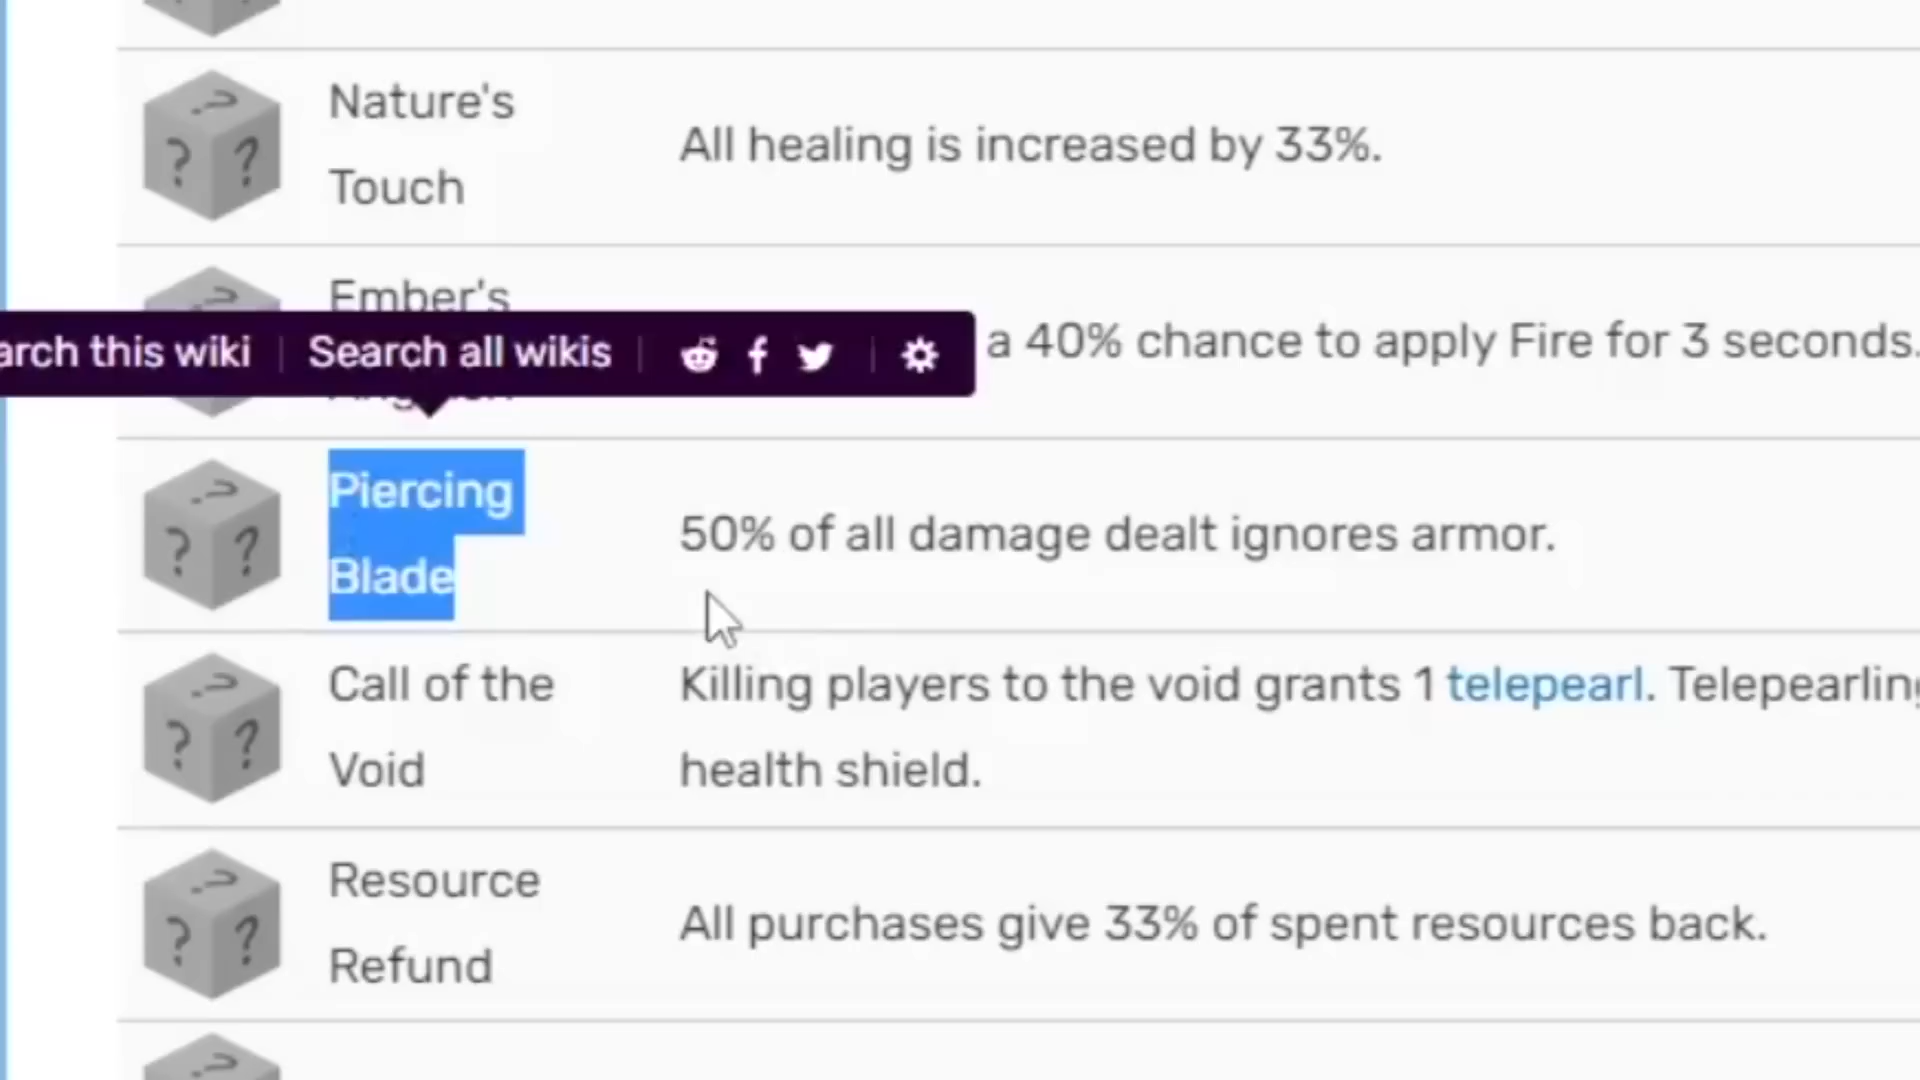 Nature's
Touch
All healing is increased by 33%.
Ember's
a 40% chance to apply Fire for 3 seconds.
arch this wiki
Search all wikis
Piercing
Blade
50% of all damage dealt ignores armor.
Call of the
Void
Killing players to the void grants 1 telepearl. Telepearling
health shield.
Resource
Refund
All purchases give 33% of spent resources back.